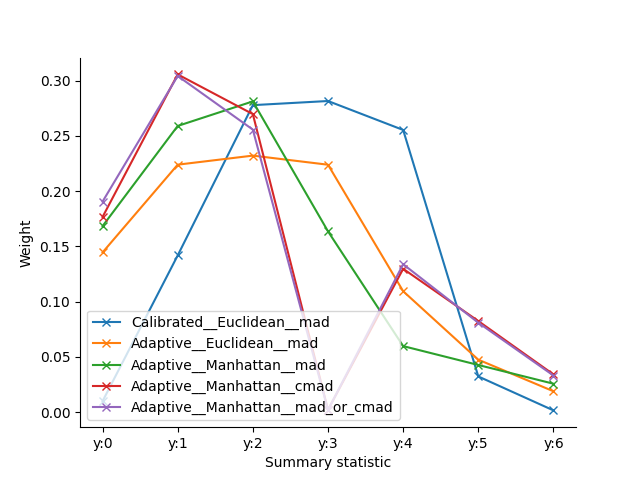 0.30
0.25
0.20
0.15
0.10
0.05
0.00
Weight
Calibrated__Euclidean__mad
Adaptive__Euclidean__mad
Adaptive__Manhattan__mad
Adaptive__Manhattan__cmad
Adaptive__Manhattan__mad_or_cmad
y:0 y:1 y:2 y:3 y:4 y:5 y:6
Summary statistic